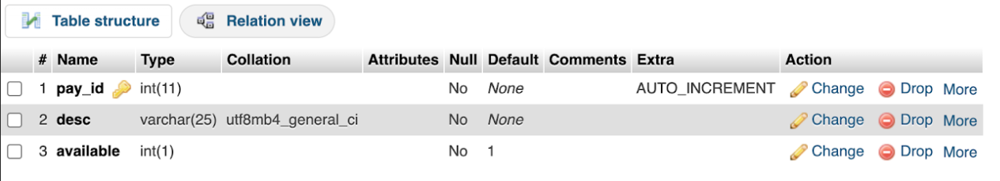 Table structure Relation view
# Name Type Collation Attributes Null Default Comments Extra Action
1 pay_id int(11) No None AUTO_INCREMENT Change Drop More
2 desc varchar(25) utf8mb4_general_ci No None Change Drop More
3 available int(1) No 1 Change Drop More